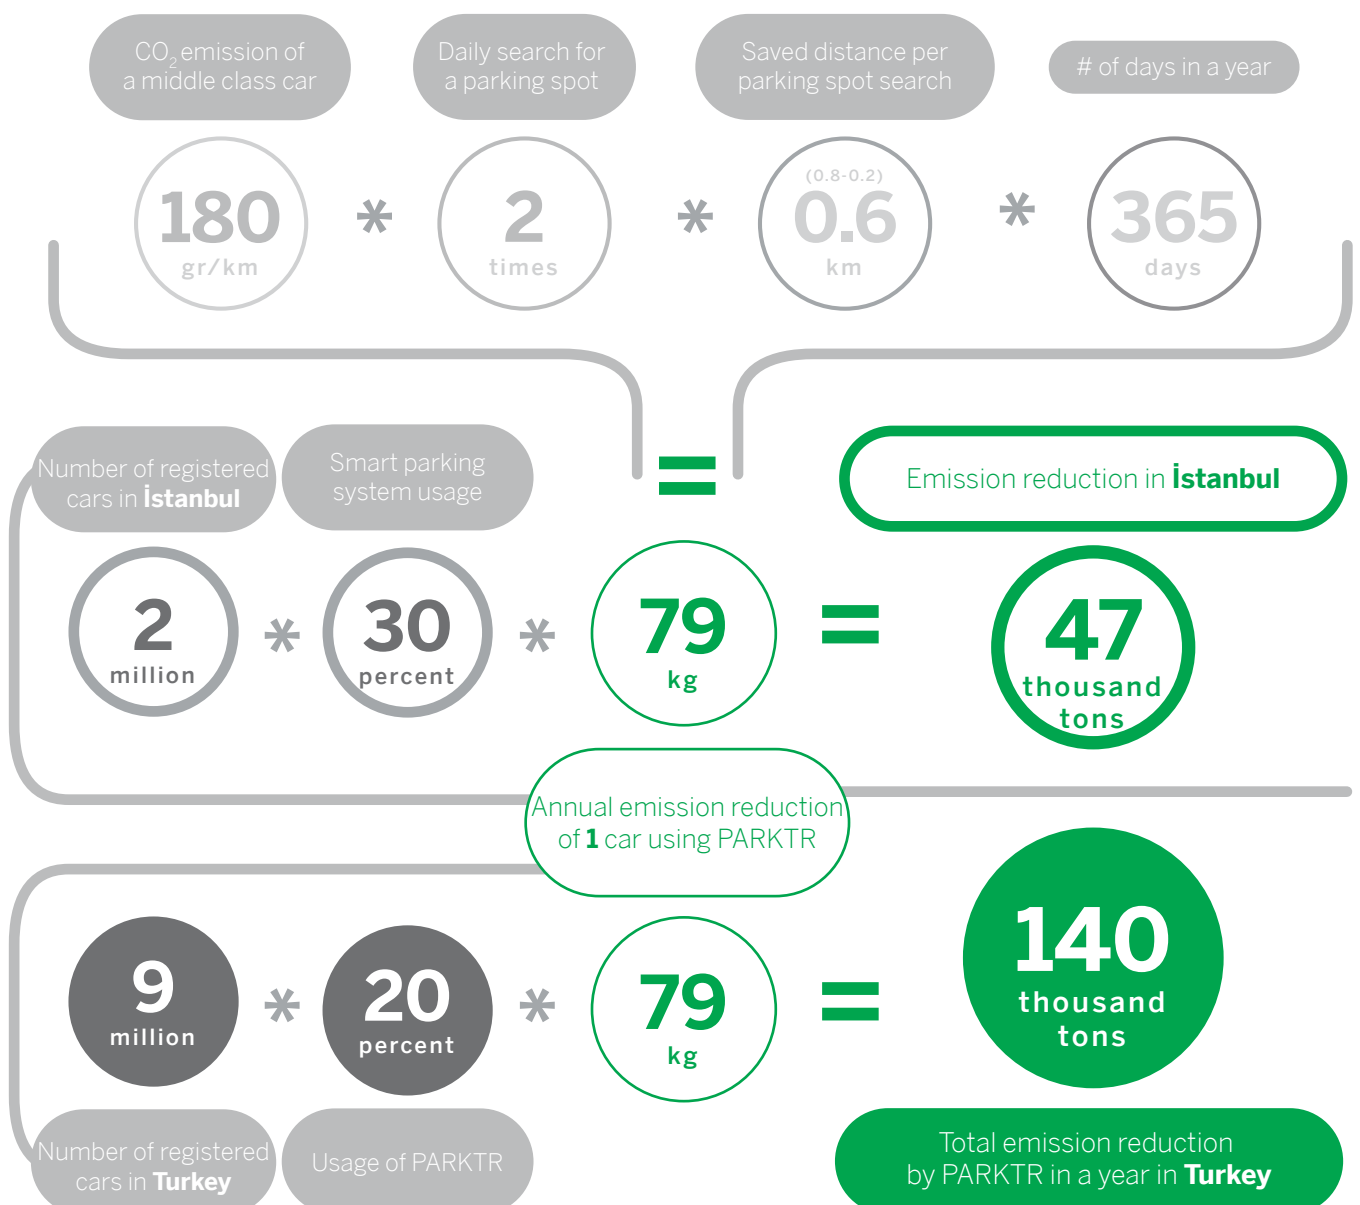 CO₂ emission of
a middle class car
Daily search for
a parking spot
Saved distance per
parking spot search
# of days in a year
180
gr/km
*
2
times
*
(0.8-0.2)
0.6
km
*
365
days
=
Number of registered
cars in İstanbul
Smart parking
system usage
Emission reduction in İstanbul
2
million
*
30
percent
*
79
kg
=
47
thousand
tons
Annual emission reduction
of 1 car using PARKTR
9
million
*
20
percent
*
79
kg
=
140
thousand
tons
Number of registered
cars in Turkey
Usage of PARKTR
Total emission reduction
by PARKTR in a year in Turkey